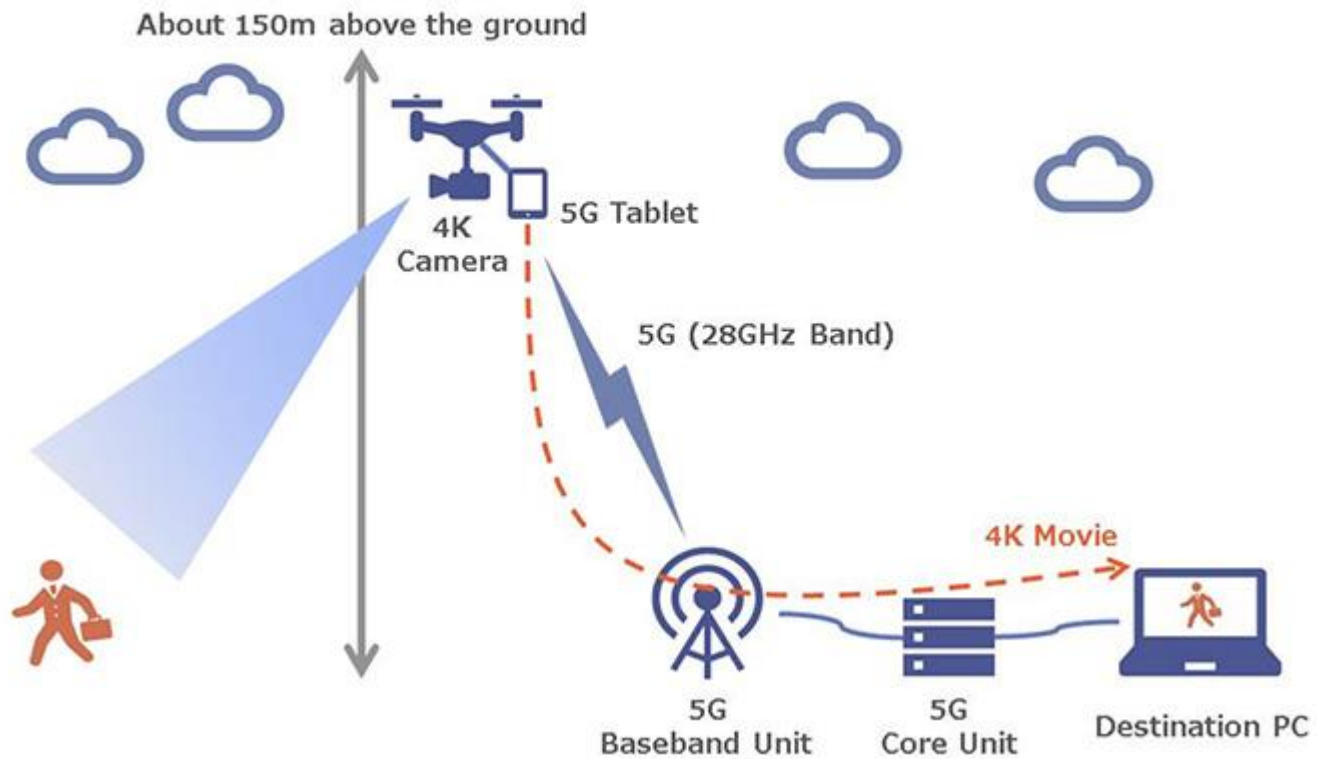 About 150m above the ground
4K
Camera
5G Tablet
5G (28GHz Band)
4K Movie
5G
Baseband Unit
5G
Core Unit
Destination PC